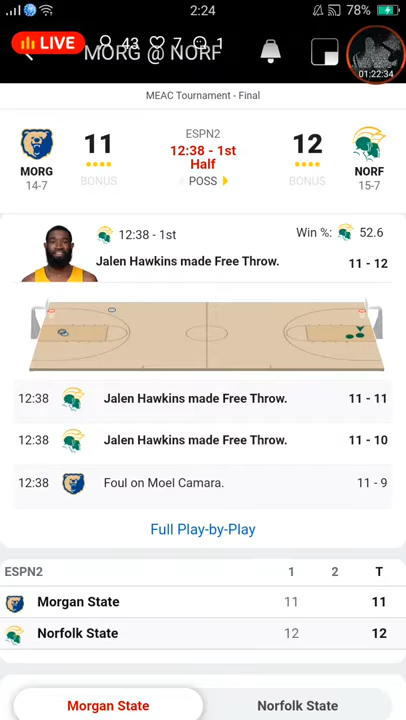 2:24
78%
LIVE
43
7
1
MORG @ NORF
01:22:34
MEAC Tournament - Final
MORG
14-7
11
BONUS
ESPN2
12:38 - 1st
Half
POSS
12
BONUS
NORF
15-7
12:38 - 1st
Win %:
52.6
Jalen Hawkins made Free Throw.
11 - 12
12:38
Jalen Hawkins made Free Throw.
11 - 11
12:38
Jalen Hawkins made Free Throw.
11 - 10
12:38
Foul on Moel Camara.
11 - 9
Full Play-by-Play
ESPN2 1 2 T
Morgan State 11 11
Norfolk State 12 12
Morgan State
Norfolk State